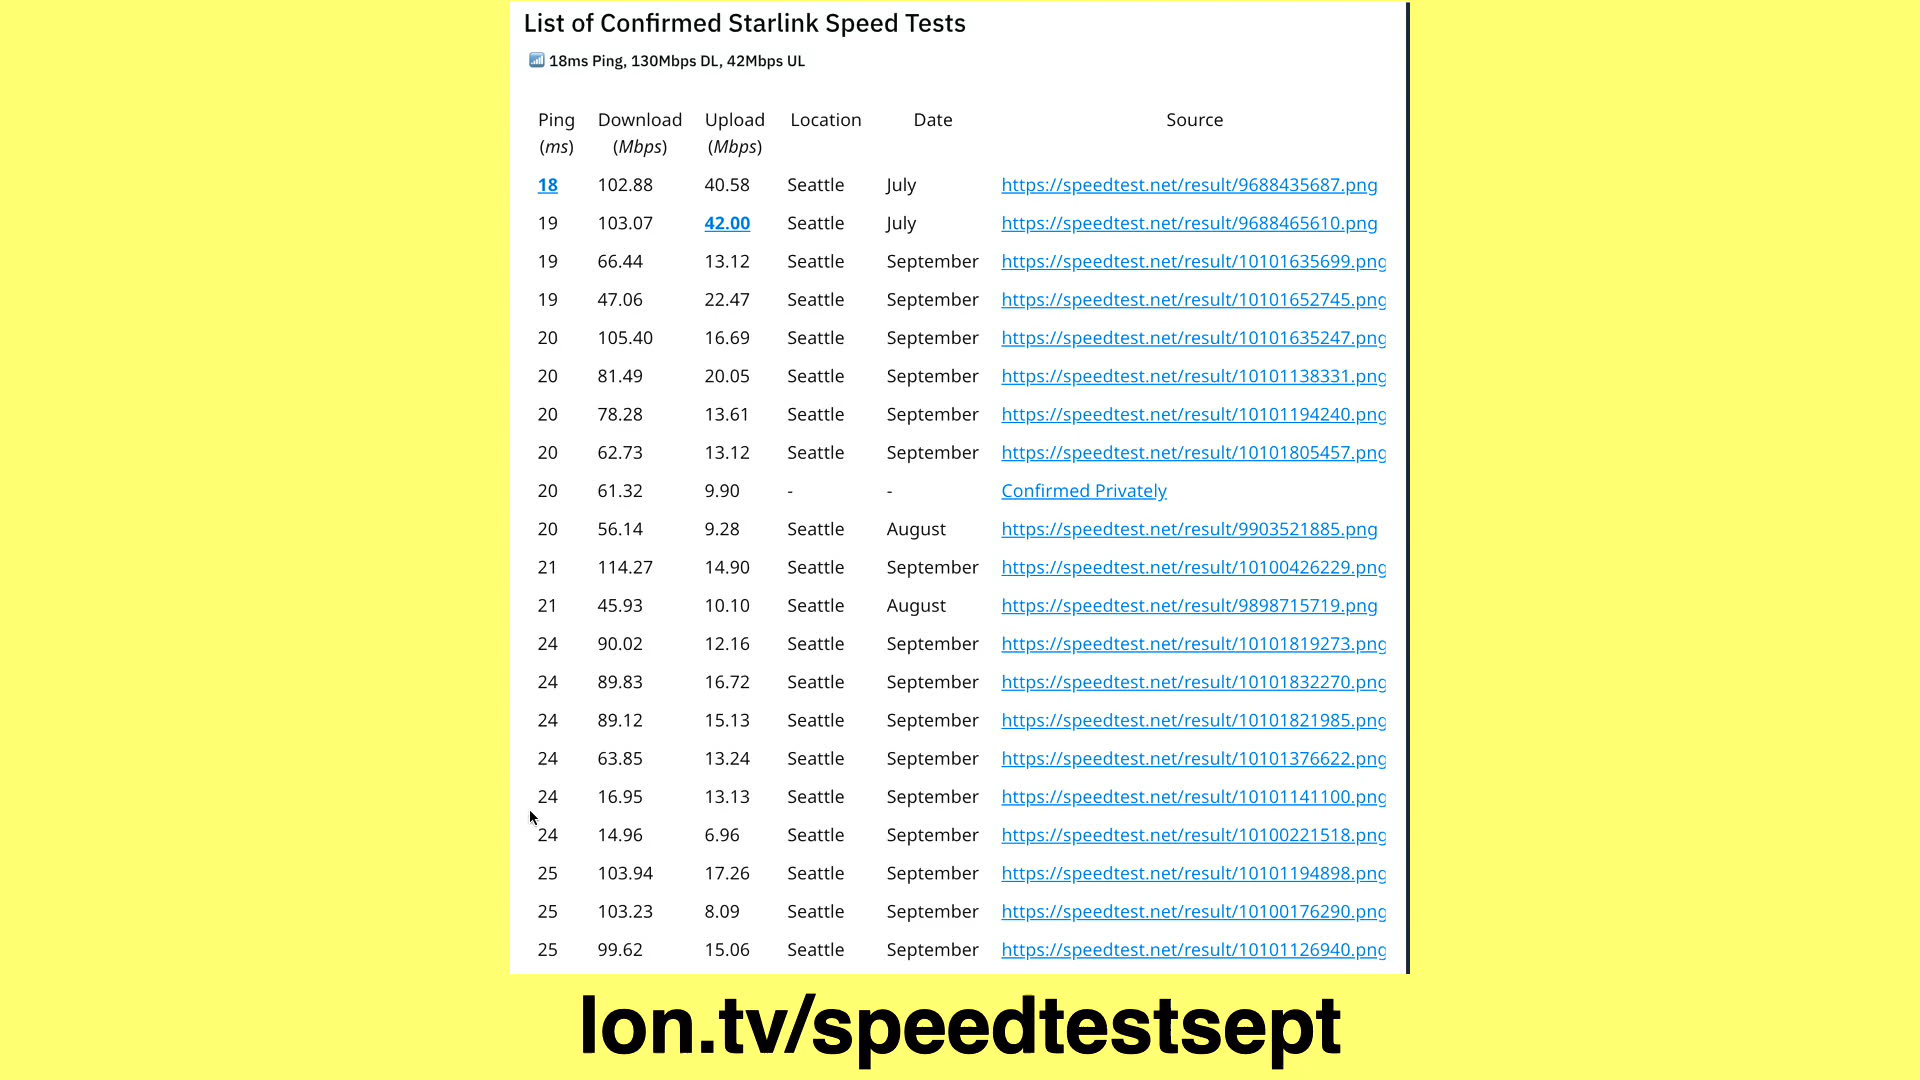 List of Confirmed Starlink Speed Tests
18ms Ping, 130Mbps DL, 42Mbps UL
Ping Download Upload Location Date Source
(ms) (Mbps) (Mbps)
18 102.88 40.58 Seattle July https://speedtest.net/result/9688435687.png
19 103.07 42.00 Seattle July https://speedtest.net/result/9688465610.png
19 66.44 13.12 Seattle September https://speedtest.net/result/10101635699.png
19 47.06 22.47 Seattle September https://speedtest.net/result/10101652745.png
20 105.40 16.69 Seattle September https://speedtest.net/result/10101635247.png
20 81.49 20.05 Seattle September https://speedtest.net/result/10101138331.png
20 78.28 13.61 Seattle September https://speedtest.net/result/10101194240.png
20 62.73 13.12 Seattle September https://speedtest.net/result/10101805457.png
20 61.32 9.90 - - Confirmed Privately
20 56.14 9.28 Seattle August https://speedtest.net/result/9903521885.png
21 114.27 14.90 Seattle September https://speedtest.net/result/10100426229.png
21 45.93 10.10 Seattle August https://speedtest.net/result/9898715719.png
24 90.02 12.16 Seattle September https://speedtest.net/result/10101819273.png
24 89.83 16.72 Seattle September https://speedtest.net/result/10101832270.png
24 89.12 15.13 Seattle September https://speedtest.net/result/10101821985.png
24 63.85 13.24 Seattle September https://speedtest.net/result/10101376622.png
24 16.95 13.13 Seattle September https://speedtest.net/result/10101141100.png
24 14.96 6.96 Seattle September https://speedtest.net/result/10100221518.png
25 103.94 17.26 Seattle September https://speedtest.net/result/10101194898.png
25 103.23 8.09 Seattle September https://speedtest.net/result/10100176290.png
25 99.62 15.06 Seattle September https://speedtest.net/result/10101126940.png
lon.tv/speedtestsept